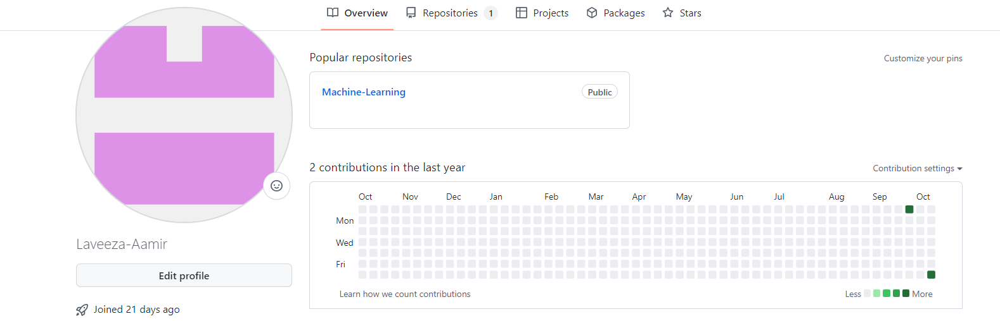 Overview Repositories 1 Projects Packages Stars
Popular repositories Customize your pins
Machine-Learning Public
2 contributions in the last year Contribution settings
Oct Nov Dec Jan Feb Mar Apr May Jun Jul Aug Sep Oct
Mon
Wed
Fri
Learn how we count contributions Less More
Laveeza-Aamir
Edit profile
Joined 21 days ago